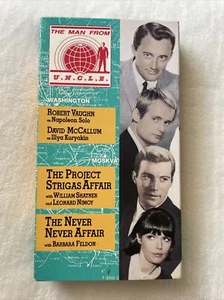 THE MAN FROM
U.N.C.L.E.
WASHINGTON
ROBERT VAUGHN
as Napoleon Solo
DAVID MCCALLUM
as Illya Kuryakin
MOSKVA
THE PROJECT
STRIGAS AFFAIR
with WILLIAM SHATNER
and LEONARD NIMOY
THE NEVER
NEVER AFFAIR
with BARBARA FELDON